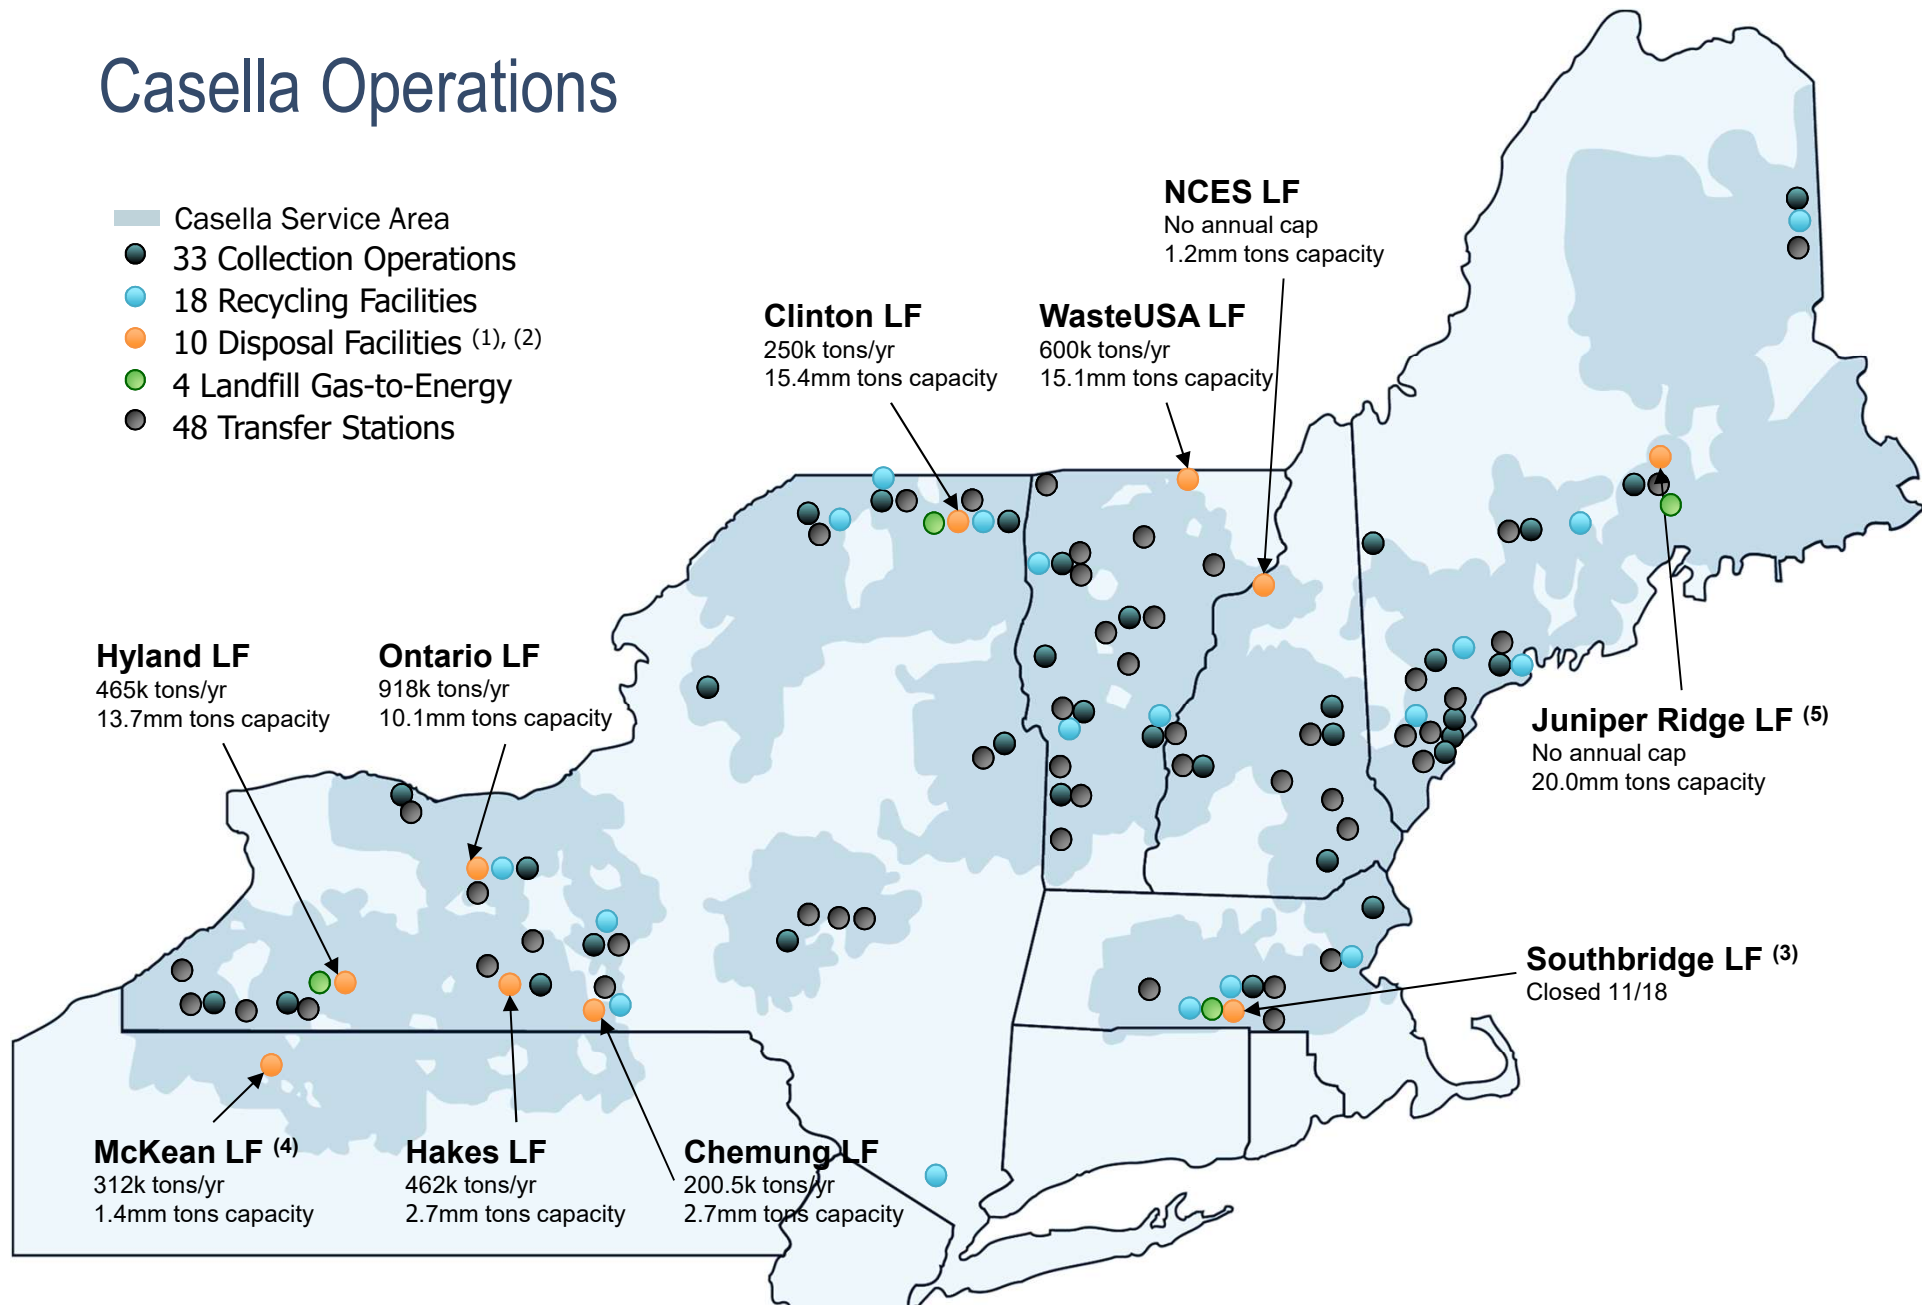 Casella Operations
Casella Service Area
33 Collection Operations
18 Recycling Facilities
10 Disposal Facilities (1), (2)
4 Landfill Gas-to-Energy
48 Transfer Stations
NCES LF
No annual cap
1.2mm tons capacity
Clinton LF
250k tons/yr
15.4mm tons capacity
WasteUSA LF
600k tons/yr
15.1mm tons capacity
Hyland LF
465k tons/yr
13.7mm tons capacity
Ontario LF
918k tons/yr
10.1mm tons capacity
Juniper Ridge LF (5)
No annual cap
20.0mm tons capacity
Southbridge LF (3)
Closed 11/18
McKean LF (4)
312k tons/yr
1.4mm tons capacity
Hakes LF
462k tons/yr
2.7mm tons capacity
Chemung LF
200.5k tons/yr
2.7mm tons capacity